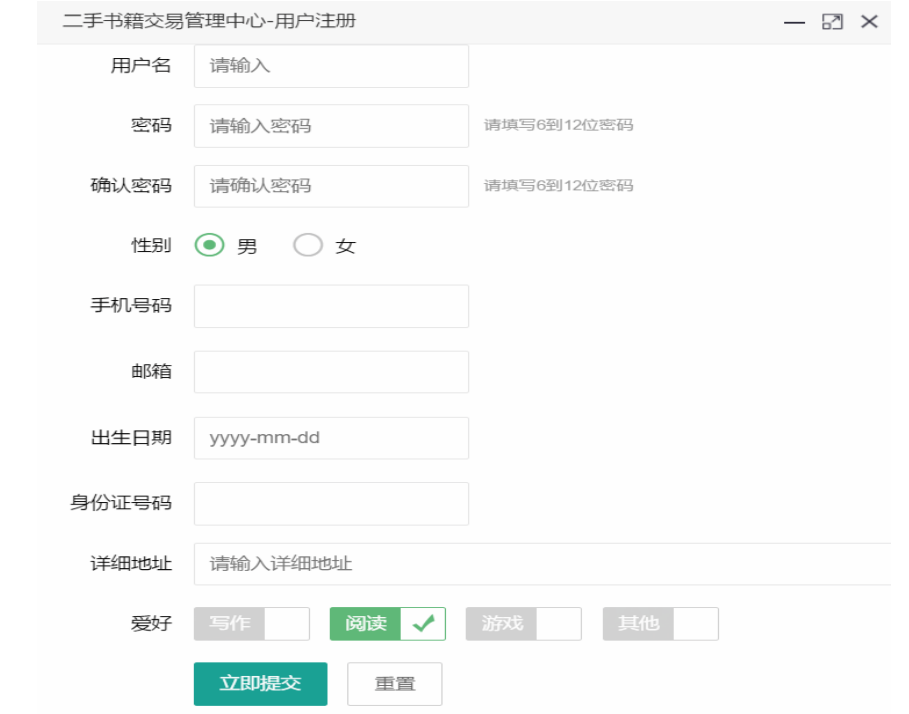 二手书籍交易管理中心-用户注册
用户名 请输入
密码 请输入密码 请填写6到12位密码
确认密码 请确认密码 请填写6到12位密码
性别 男 女
手机号码
邮箱
出生日期 yyyy-mm-dd
身份证号码
详细地址 请输入详细地址
爱好 写作 阅读 游戏 其他
立即提交 重置